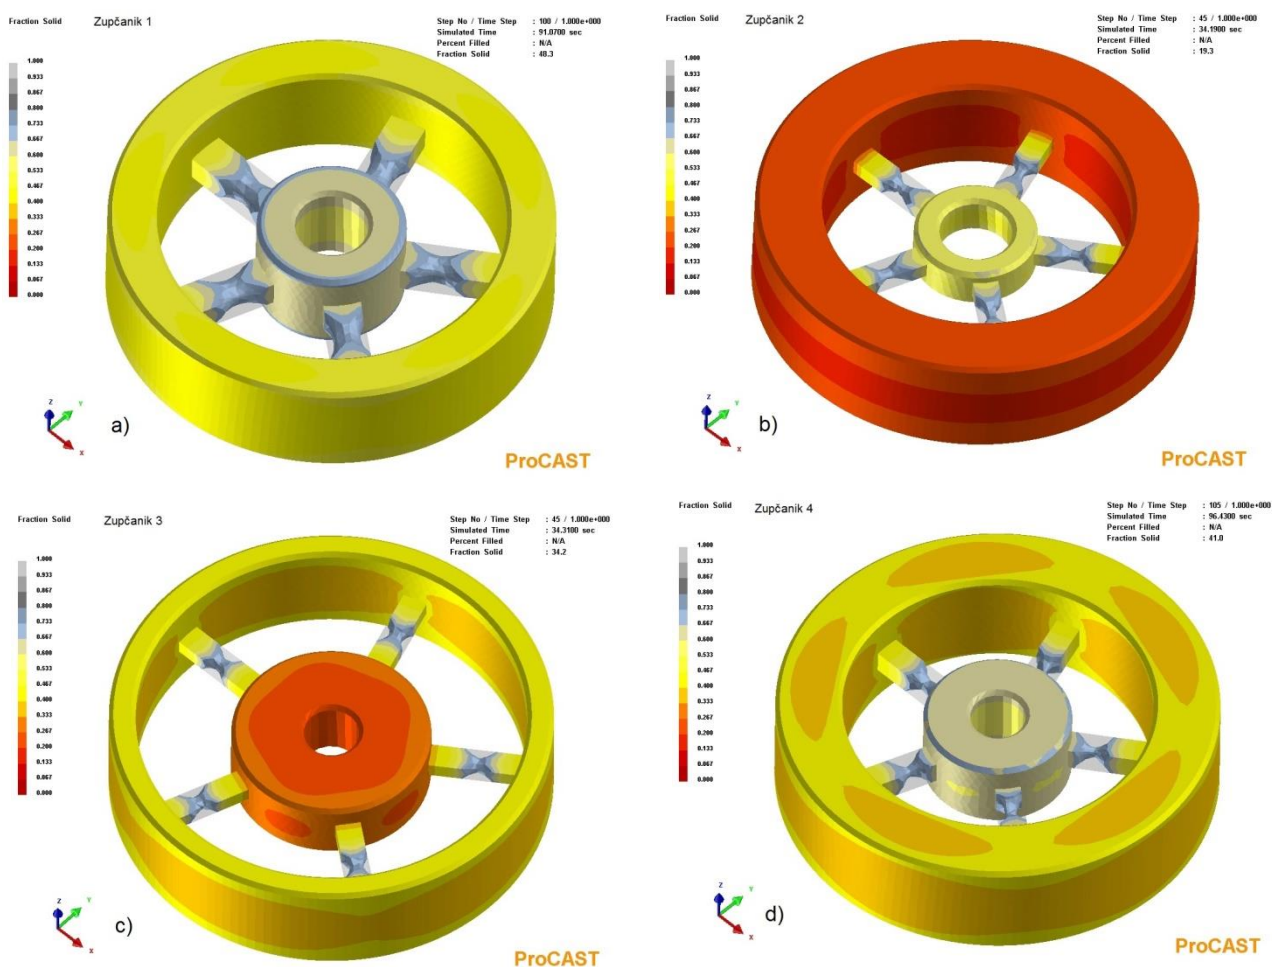 Fraction Solid
Zupčanik 1
Step No / Time Step : 100 / 1.000e+000
Simulated Time : 91.0700 sec
Percent Filled : N/A
Fraction Solid : 48.3
1.000
0.933
0.867
0.800
0.733
0.667
0.600
0.533
0.467
0.400
0.333
0.267
0.200
0.133
0.067
0.000
Z
Y
X
a)
ProCAST
Fraction Solid
Zupčanik 2
Step No / Time Step : 45 / 1.000e+000
Simulated Time : 34.1900 sec
Percent Filled : N/A
Fraction Solid : 19.3
1.000
0.933
0.867
0.800
0.733
0.667
0.600
0.533
0.467
0.400
0.333
0.267
0.200
0.133
0.067
0.000
Z
Y
X
b)
ProCAST
Fraction Solid
Zupčanik 3
Step No / Time Step : 45 / 1.000e+000
Simulated Time : 34.3100 sec
Percent Filled : N/A
Fraction Solid : 34.2
1.000
0.933
0.867
0.800
0.733
0.667
0.600
0.533
0.467
0.400
0.333
0.267
0.200
0.133
0.067
0.000
Z
Y
X
c)
ProCAST
Fraction Solid
Zupčanik 4
Step No / Time Step : 105 / 1.000e+000
Simulated Time : 96.4300 sec
Percent Filled : N/A
Fraction Solid : 41.0
1.000
0.933
0.867
0.800
0.733
0.667
0.600
0.533
0.467
0.400
0.333
0.267
0.200
0.133
0.067
0.000
Z
Y
X
d)
ProCAST